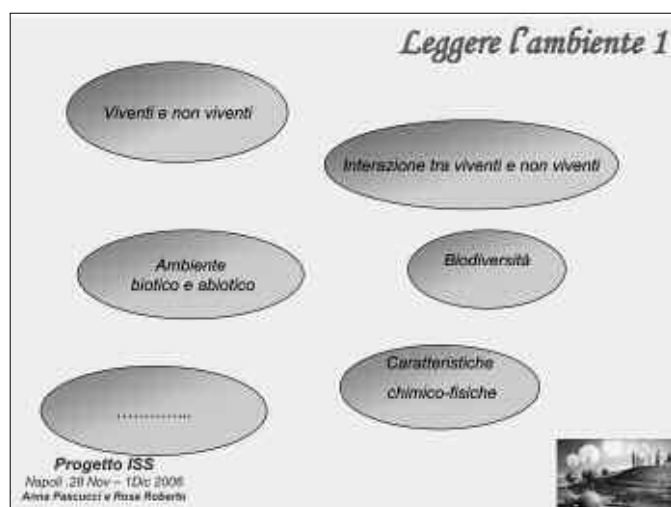 Leggere l'ambiente 1
Viventi e non viventi
Interazione tra viventi e non viventi
Ambiente
biotico e abiotico
Biodiversità
Caratteristiche
chimico-fisiche
…………..
Progetto ISS
Napoli .28 Nov – 1Dic 2006
Anna Pascucci e Rosa Roberto